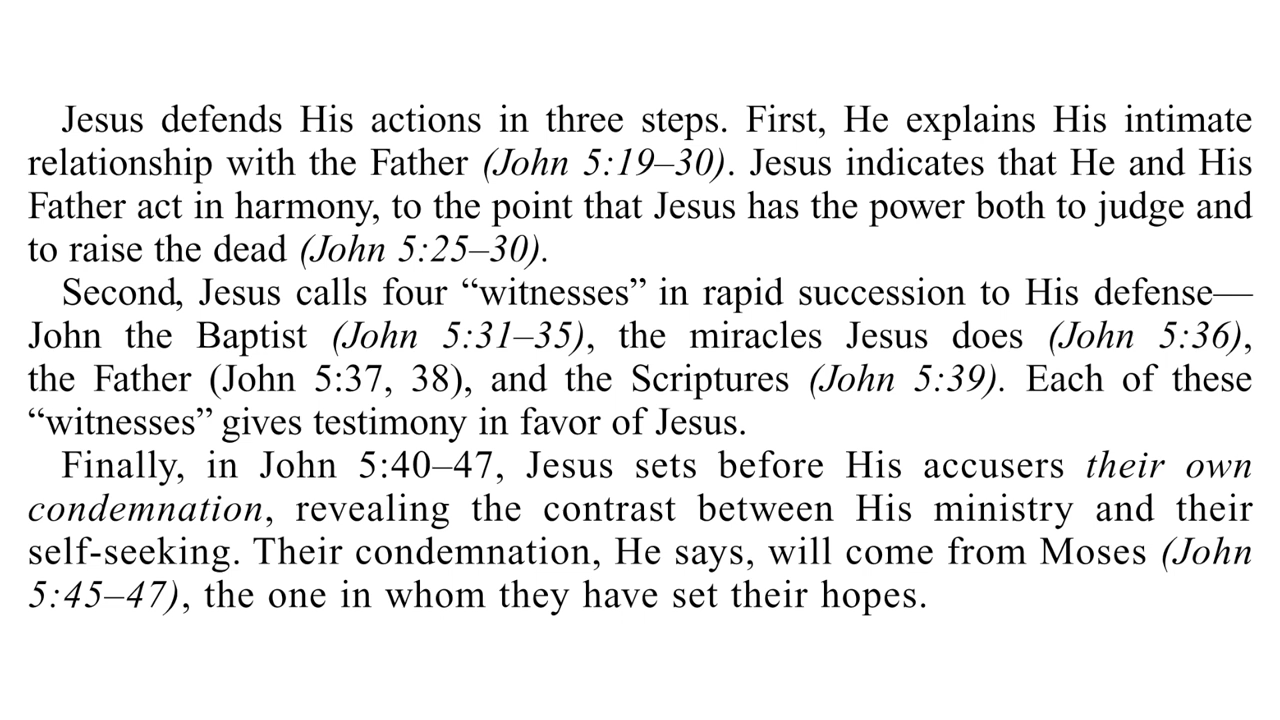 Jesus defends His actions in three steps. First, He explains His intimate
relationship with the Father (John 5:19–30). Jesus indicates that He and His
Father act in harmony, to the point that Jesus has the power both to judge and
to raise the dead (John 5:25–30).
Second, Jesus calls four “witnesses” in rapid succession to His defense—
John the Baptist (John 5:31–35), the miracles Jesus does (John 5:36),
the Father (John 5:37, 38), and the Scriptures (John 5:39). Each of these
“witnesses” gives testimony in favor of Jesus.
Finally, in John 5:40–47, Jesus sets before His accusers their own
condemnation, revealing the contrast between His ministry and their
self-seeking. Their condemnation, He says, will come from Moses (John
5:45–47), the one in whom they have set their hopes.